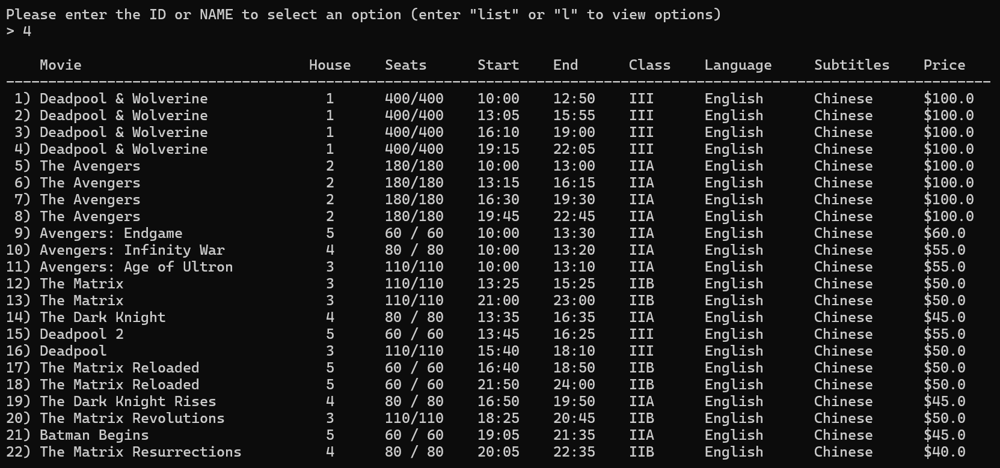 Please enter the ID or NAME to select an option (enter "list" or "l" to view options)
> 4
Movie House Seats Start End Class Language Subtitles Price
---------------------------------------------------------------------------------------------------------------------
1) Deadpool & Wolverine 1 400/400 10:00 12:50 III English Chinese $100.0
2) Deadpool & Wolverine 1 400/400 13:05 15:55 III English Chinese $100.0
3) Deadpool & Wolverine 1 400/400 16:10 19:00 III English Chinese $100.0
4) Deadpool & Wolverine 1 400/400 19:15 22:05 III English Chinese $100.0
5) The Avengers 2 180/180 10:00 13:00 IIA English Chinese $100.0
6) The Avengers 2 180/180 13:15 16:15 IIA English Chinese $100.0
7) The Avengers 2 180/180 16:30 19:30 IIA English Chinese $100.0
8) The Avengers 2 180/180 19:45 22:45 IIA English Chinese $100.0
9) Avengers: Endgame 5 60 / 60 10:00 13:30 IIA English Chinese $60.0
10) Avengers: Infinity War 4 80 / 80 10:00 13:20 IIA English Chinese $55.0
11) Avengers: Age of Ultron 3 110/110 10:00 13:10 IIA English Chinese $55.0
12) The Matrix 3 110/110 13:25 15:25 IIB English Chinese $50.0
13) The Matrix 3 110/110 21:00 23:00 IIB English Chinese $50.0
14) The Dark Knight 4 80 / 80 13:35 16:35 IIA English Chinese $45.0
15) Deadpool 2 5 60 / 60 13:45 16:25 III English Chinese $55.0
16) Deadpool 3 110/110 15:40 18:10 III English Chinese $50.0
17) The Matrix Reloaded 5 60 / 60 16:40 18:50 IIB English Chinese $50.0
18) The Matrix Reloaded 5 60 / 60 21:50 24:00 IIB English Chinese $50.0
19) The Dark Knight Rises 4 80 / 80 16:50 19:50 IIA English Chinese $45.0
20) The Matrix Revolutions 3 110/110 18:25 20:45 IIB English Chinese $50.0
21) Batman Begins 5 60 / 60 19:05 21:35 IIA English Chinese $45.0
22) The Matrix Resurrections 4 80 / 80 20:05 22:35 IIB English Chinese $40.0